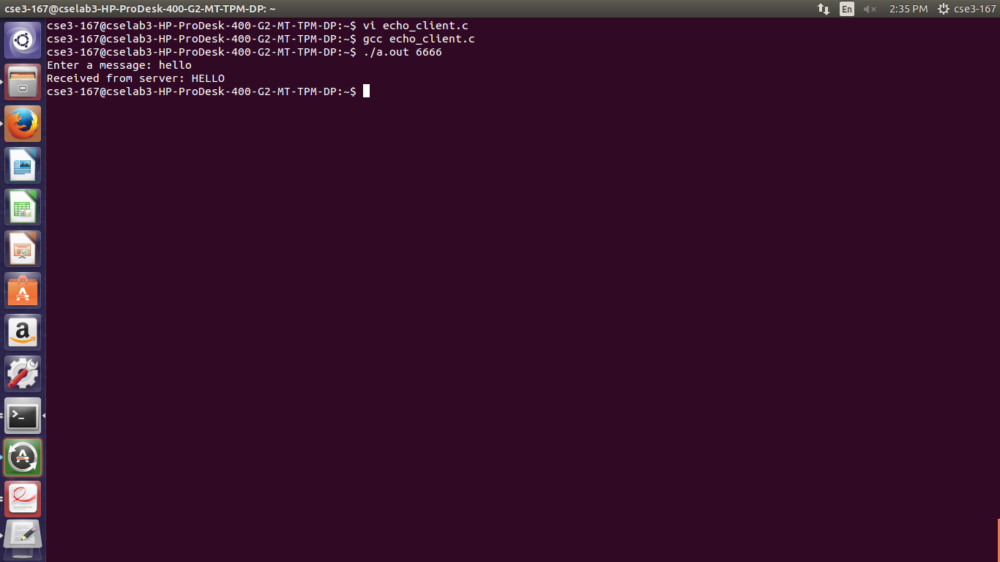 cse3-167@cselab3-HP-ProDesk-400-G2-MT-TPM-DP: ~
En
2:35 PM
cse3-167
cse3-167@cselab3-HP-ProDesk-400-G2-MT-TPM-DP:~$ vi echo_client.c
cse3-167@cselab3-HP-ProDesk-400-G2-MT-TPM-DP:~$ gcc echo_client.c
cse3-167@cselab3-HP-ProDesk-400-G2-MT-TPM-DP:~$ ./a.out 6666
Enter a message: hello
Received from server: HELLO
cse3-167@cselab3-HP-ProDesk-400-G2-MT-TPM-DP:~$